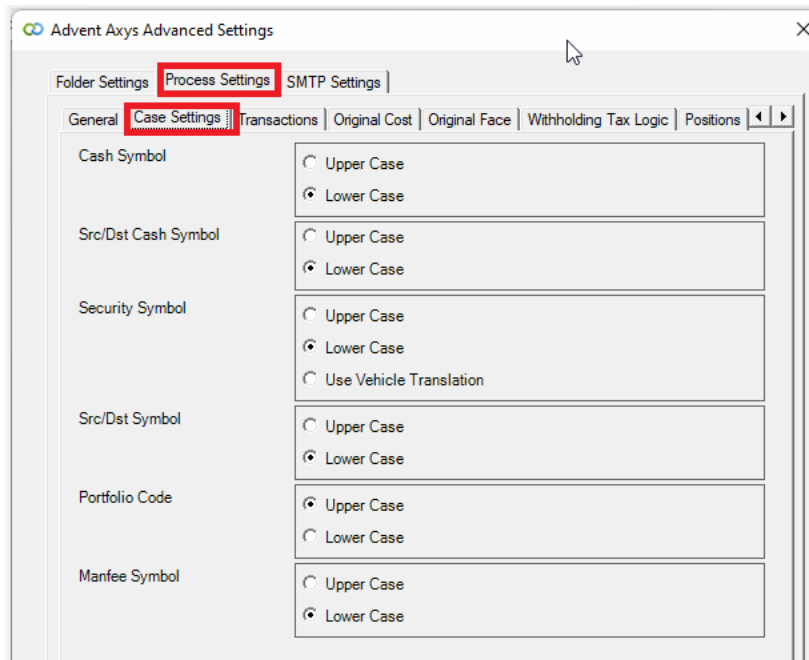 Advent Axys Advanced Settings
Folder Settings Process Settings SMTP Settings
General Case Settings Transactions Original Cost Original Face Withholding Tax Logic Positions
Cash Symbol
Upper Case
Lower Case
Src/Dst Cash Symbol
Upper Case
Lower Case
Security Symbol
Upper Case
Lower Case
Use Vehicle Translation
Src/Dst Symbol
Upper Case
Lower Case
Portfolio Code
Upper Case
Lower Case
Manfee Symbol
Upper Case
Lower Case